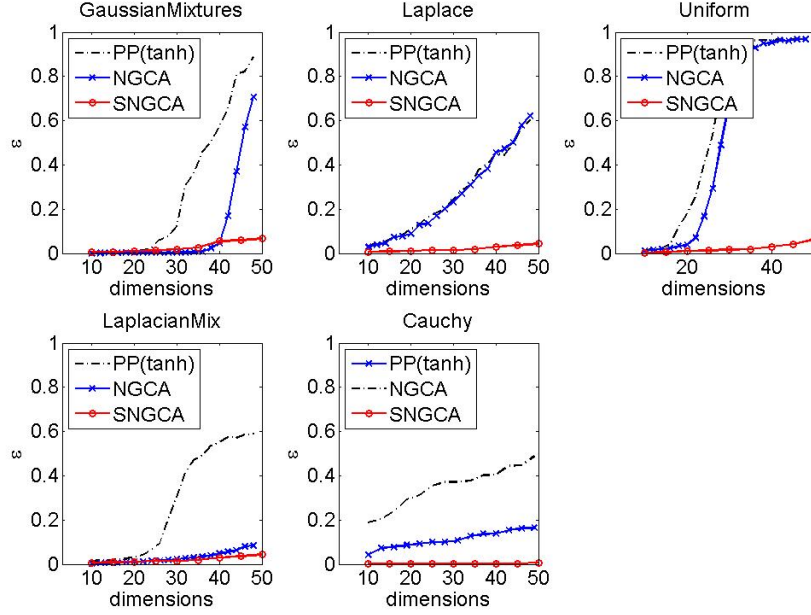 GaussianMixtures
1
0.8
0.6
0.4
0.2
0
ε
PP(tanh)
NGCA
SNGCA
10 20 30 40 50
dimensions
Laplace
1
0.8
0.6
0.4
0.2
0
ε
PP(tanh)
NGCA
SNGCA
10 20 30 40 50
dimensions
Uniform
1
0.8
0.6
0.4
0.2
0
ε
PP(tanh)
NGCA
SNGCA
20 40
dimensions
LaplacianMix
1
0.8
0.6
0.4
0.2
0
ε
PP(tanh)
NGCA
SNGCA
10 20 30 40 50
dimensions
Cauchy
1
0.8
0.6
0.4
0.2
0
ε
PP(tanh)
NGCA
SNGCA
10 20 30 40 50
dimensions